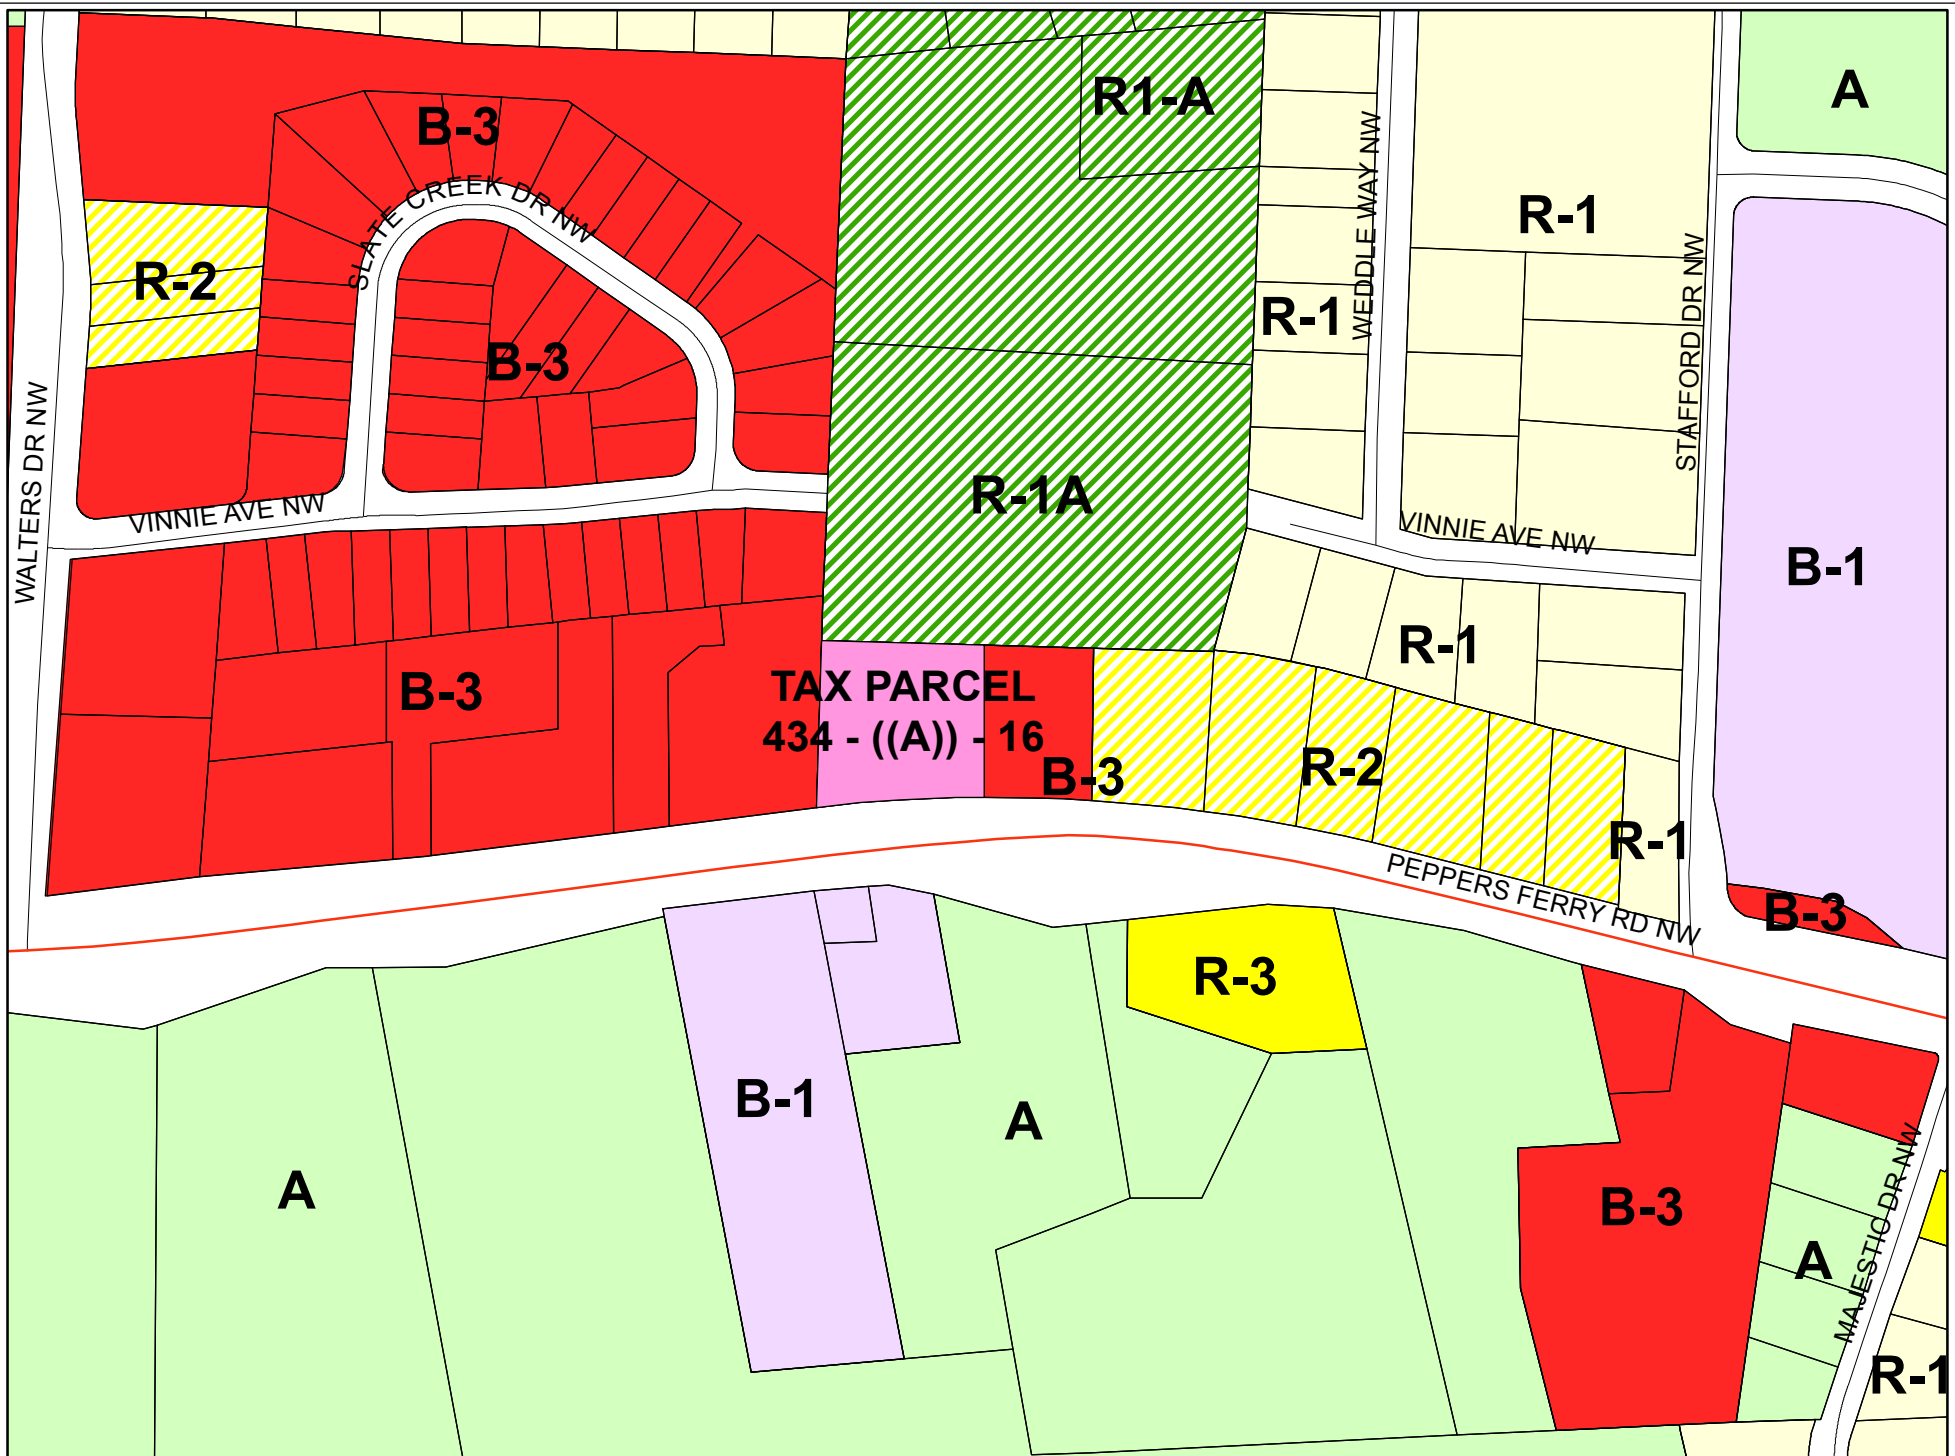 A
R1-A
B-3
WEDDLE WAY NW
SLATE CREEK DR NW
R-1
STAFFORD DR NW
R-2
R-1
B-3
WALTERS DR NW
R-1A
VINNIE AVE NW
VINNIE AVE NW
B-1
R-1
B-3
TAX PARCEL
434 - ((A)) - 16
B-3
R-2
R-1
PEPPERS FERRY RD NW
B-3
R-3
B-1
A
A
B-3
MAJESTIC DR NW
A
R-1